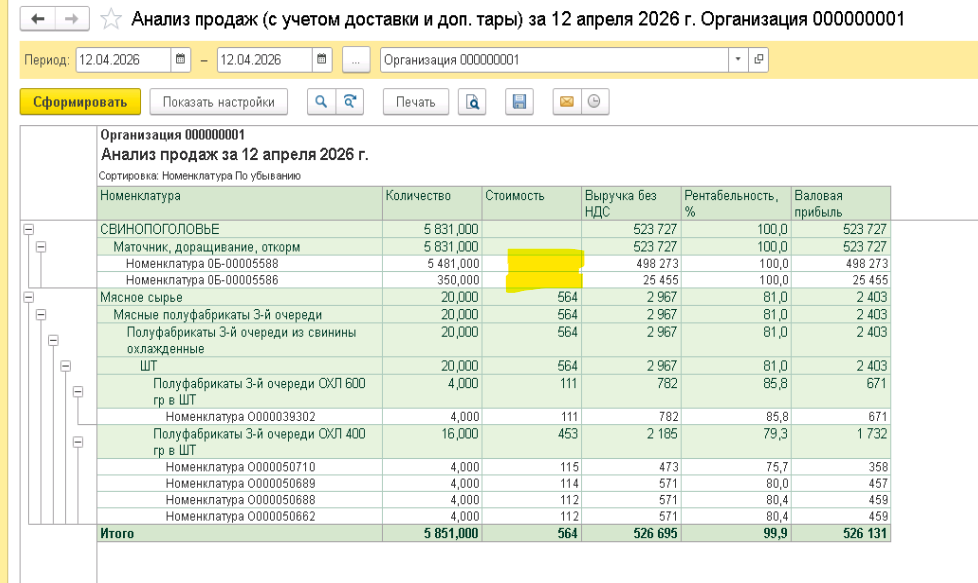 Анализ продаж (с учетом доставки и доп. тары) за 12 апреля 2026 г. Организация 000000001
Период: 12.04.2026 – 12.04.2026 ... Организация 000000001
Сформировать Показать настройки Печать
Организация 000000001
Анализ продаж за 12 апреля 2026 г.
Сортировка: Номенклатура По убыванию
Номенклатура Количество Стоимость Выручка без НДС Рентабельность, % Валовая прибыль
СВИНОПОГОЛОВЬЕ 5 831,000 523 727 100,0 523 727
Маточник, доращивание, откорм 5 831,000 523 727 100,0 523 727
Номенклатура 0Б-00005588 5 481,000 498 273 100,0 498 273
Номенклатура 0Б-00005586 350,000 25 455 100,0 25 455
Мясное сырье 20,000 564 2 967 81,0 2 403
Мясные полуфабрикаты 3-й очереди 20,000 564 2 967 81,0 2 403
Полуфабрикаты 3-й очереди из свинины 20,000 564 2 967 81,0 2 403
охлажденные
ШТ 20,000 564 2 967 81,0 2 403
Полуфабрикаты 3-й очереди ОХЛ 600 4,000 111 782 85,8 671
гр в ШТ
Номенклатура О000039302 4,000 111 782 85,8 671
Полуфабрикаты 3-й очереди ОХЛ 400 16,000 453 2 185 79,3 1 732
гр в ШТ
Номенклатура О000050710 4,000 115 473 75,7 358
Номенклатура О000050689 4,000 114 571 80,0 457
Номенклатура О000050688 4,000 112 571 80,4 459
Номенклатура О000050662 4,000 112 571 80,4 459
Итого 5 851,000 564 526 695 99,9 526 131